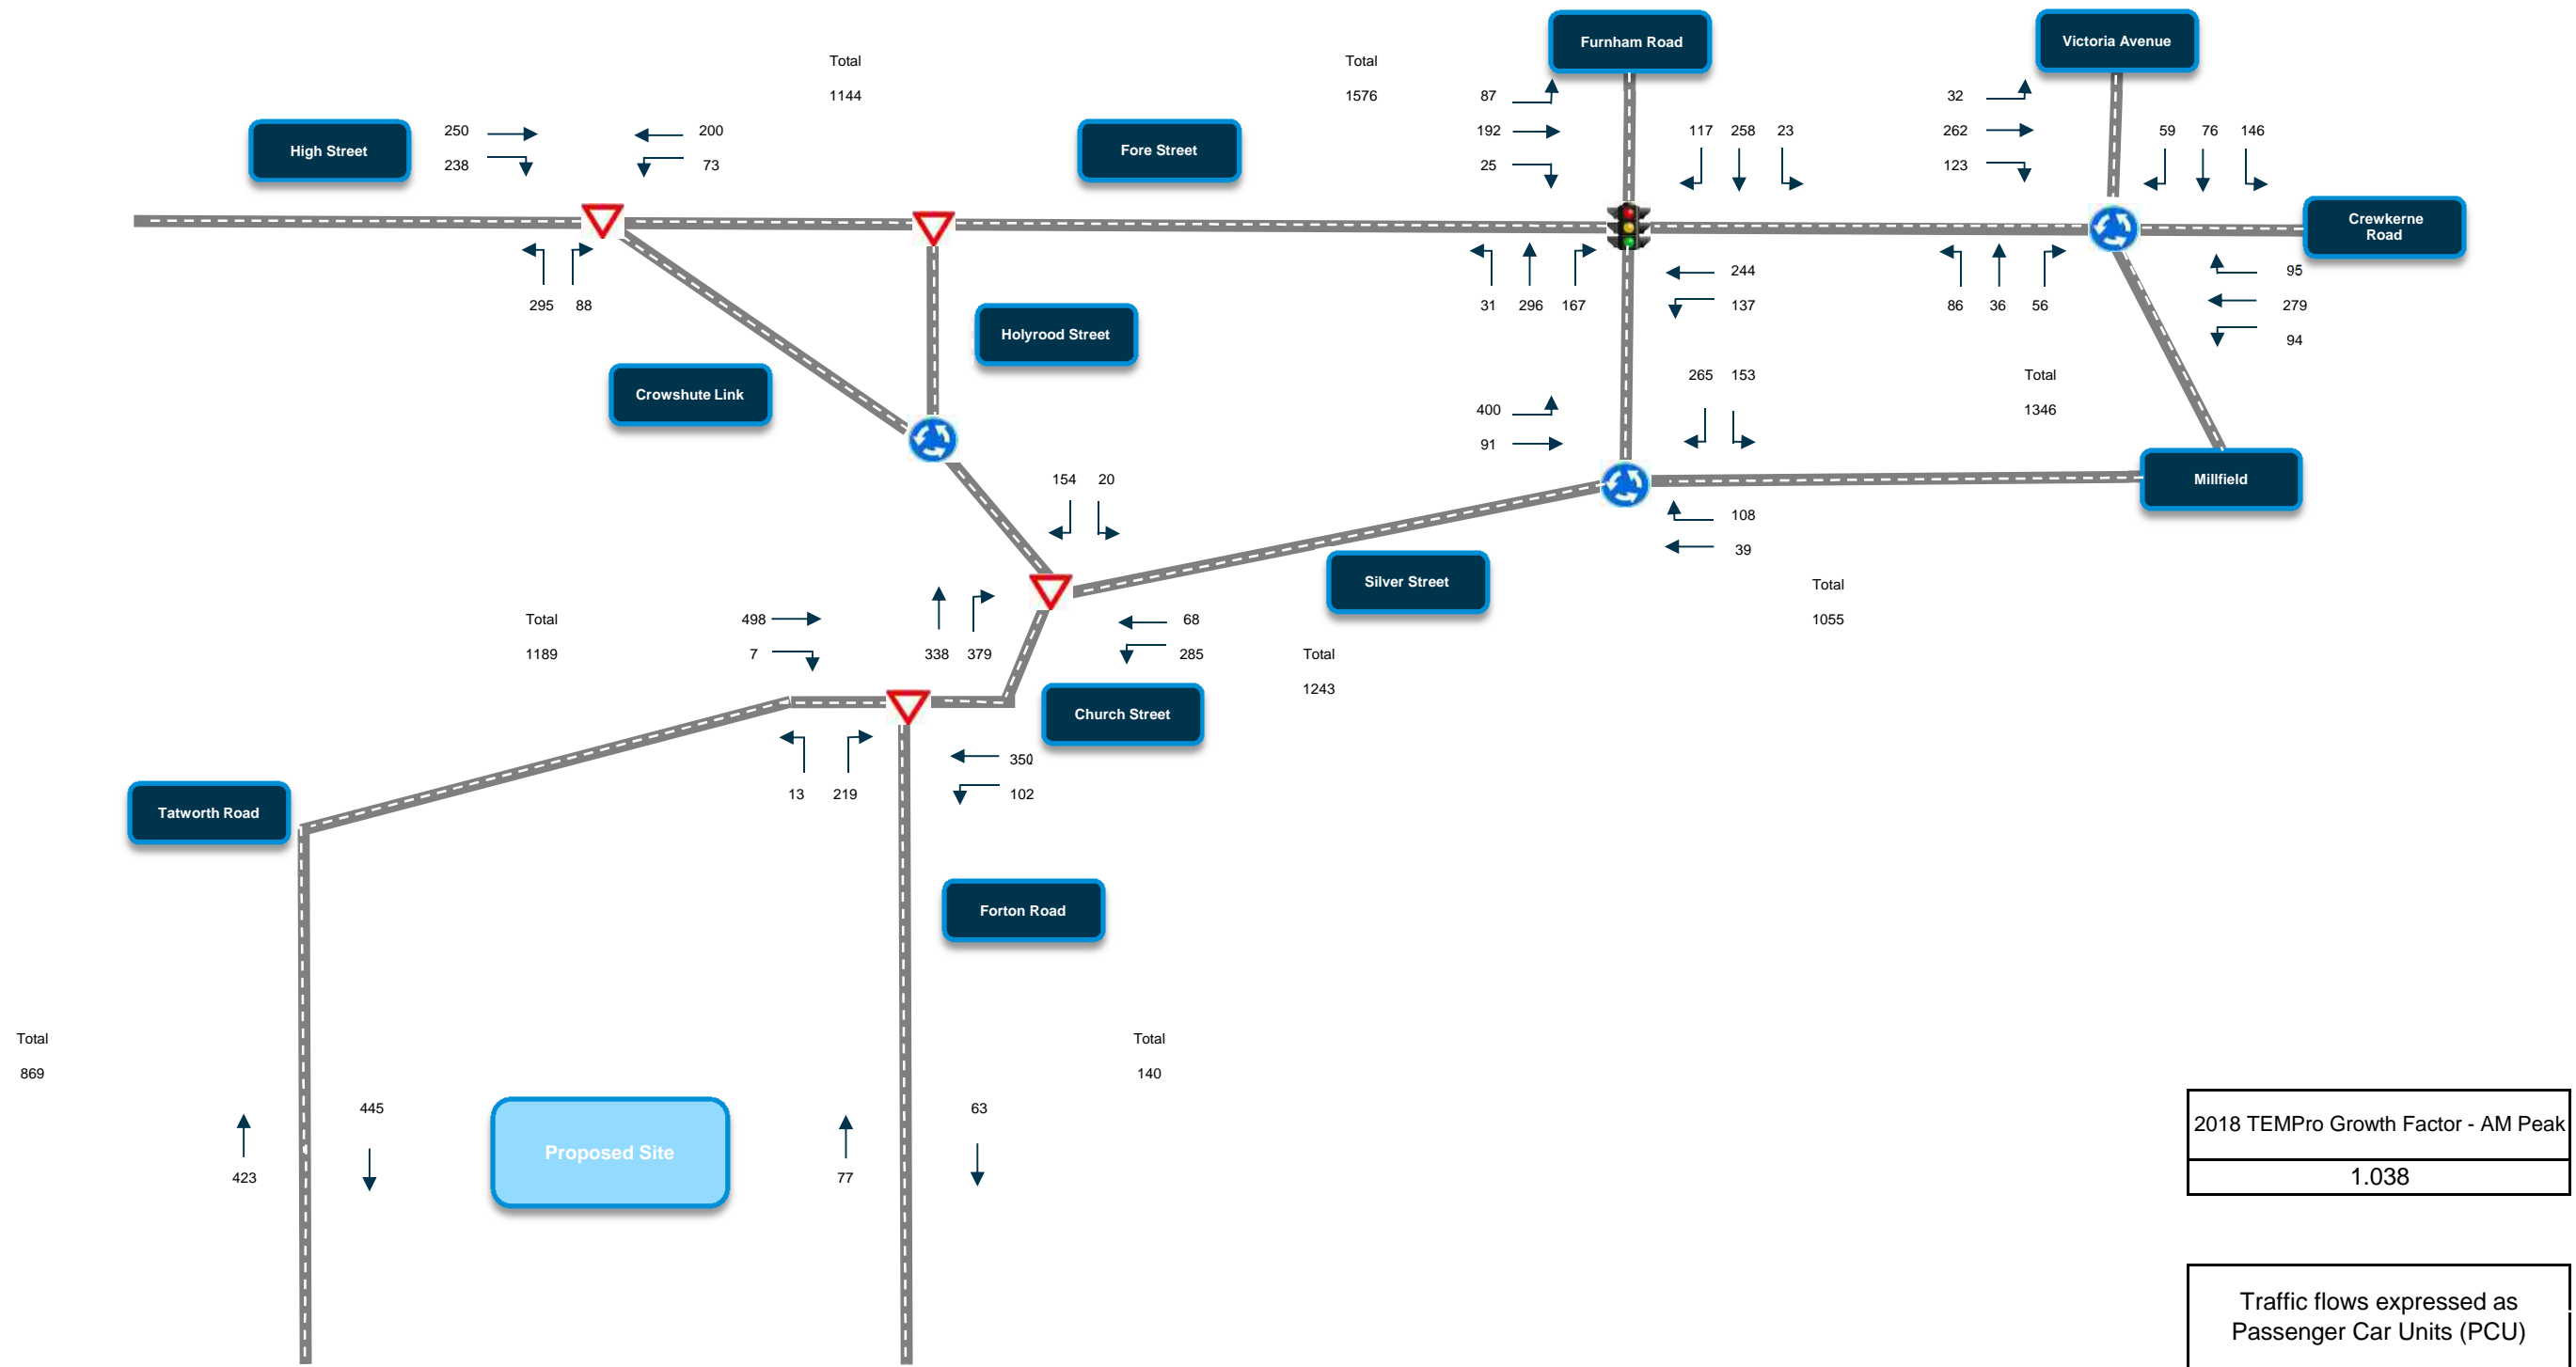 Furnham Road
Victoria Avenue
Total
1144
Total
1576
87
192
25
117 258 23
32
262
123
59 76 146
High Street
250
238
200
73
Fore Street
Crewkerne
Road
295 88
31 296 167
244
137
86 36 56
95
279
94
Holyrood Street
Crowshute Link
400
91
265 153
Total
1346
Millfield
154 20
108
39
Silver Street
Total
1055
Total
1189
498
7
338 379
68
285
Total
1243
Church Street
13 219
350
102
Tatworth Road
Forton Road
Total
869
Total
140
445
423
Proposed Site
63
77
2018 TEMPro Growth Factor - AM Peak
1.038
Traffic flows expressed as
Passenger Car Units (PCU)